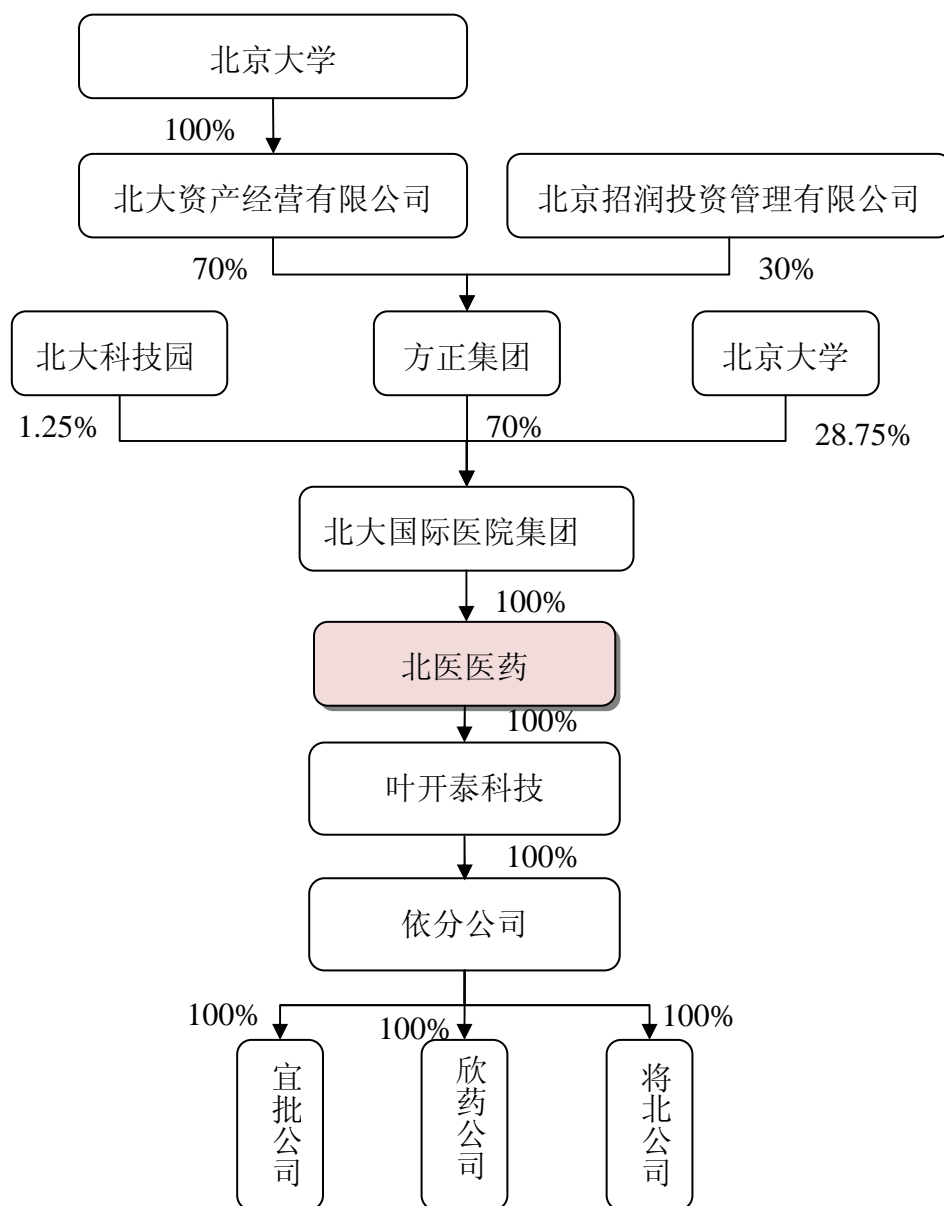 北京大学
100%
北大资产经营有限公司
北京招润投资管理有限公司
70%
30%
北大科技园
方正集团
北京大学
1.25%
70%
28.75%
北大国际医院集团
100%
北医医药
100%
叶开泰科技
100%
依分公司
100%
100%
100%
宜批公司
欣药公司
将北公司